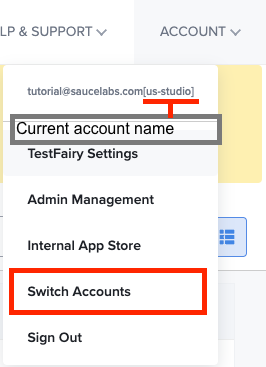 LP & SUPPORT
ACCOUNT
tutorial@saucelabs.com[us-studio]
Current account name
TestFairy Settings
Admin Management
Internal App Store
Switch Accounts
Sign Out